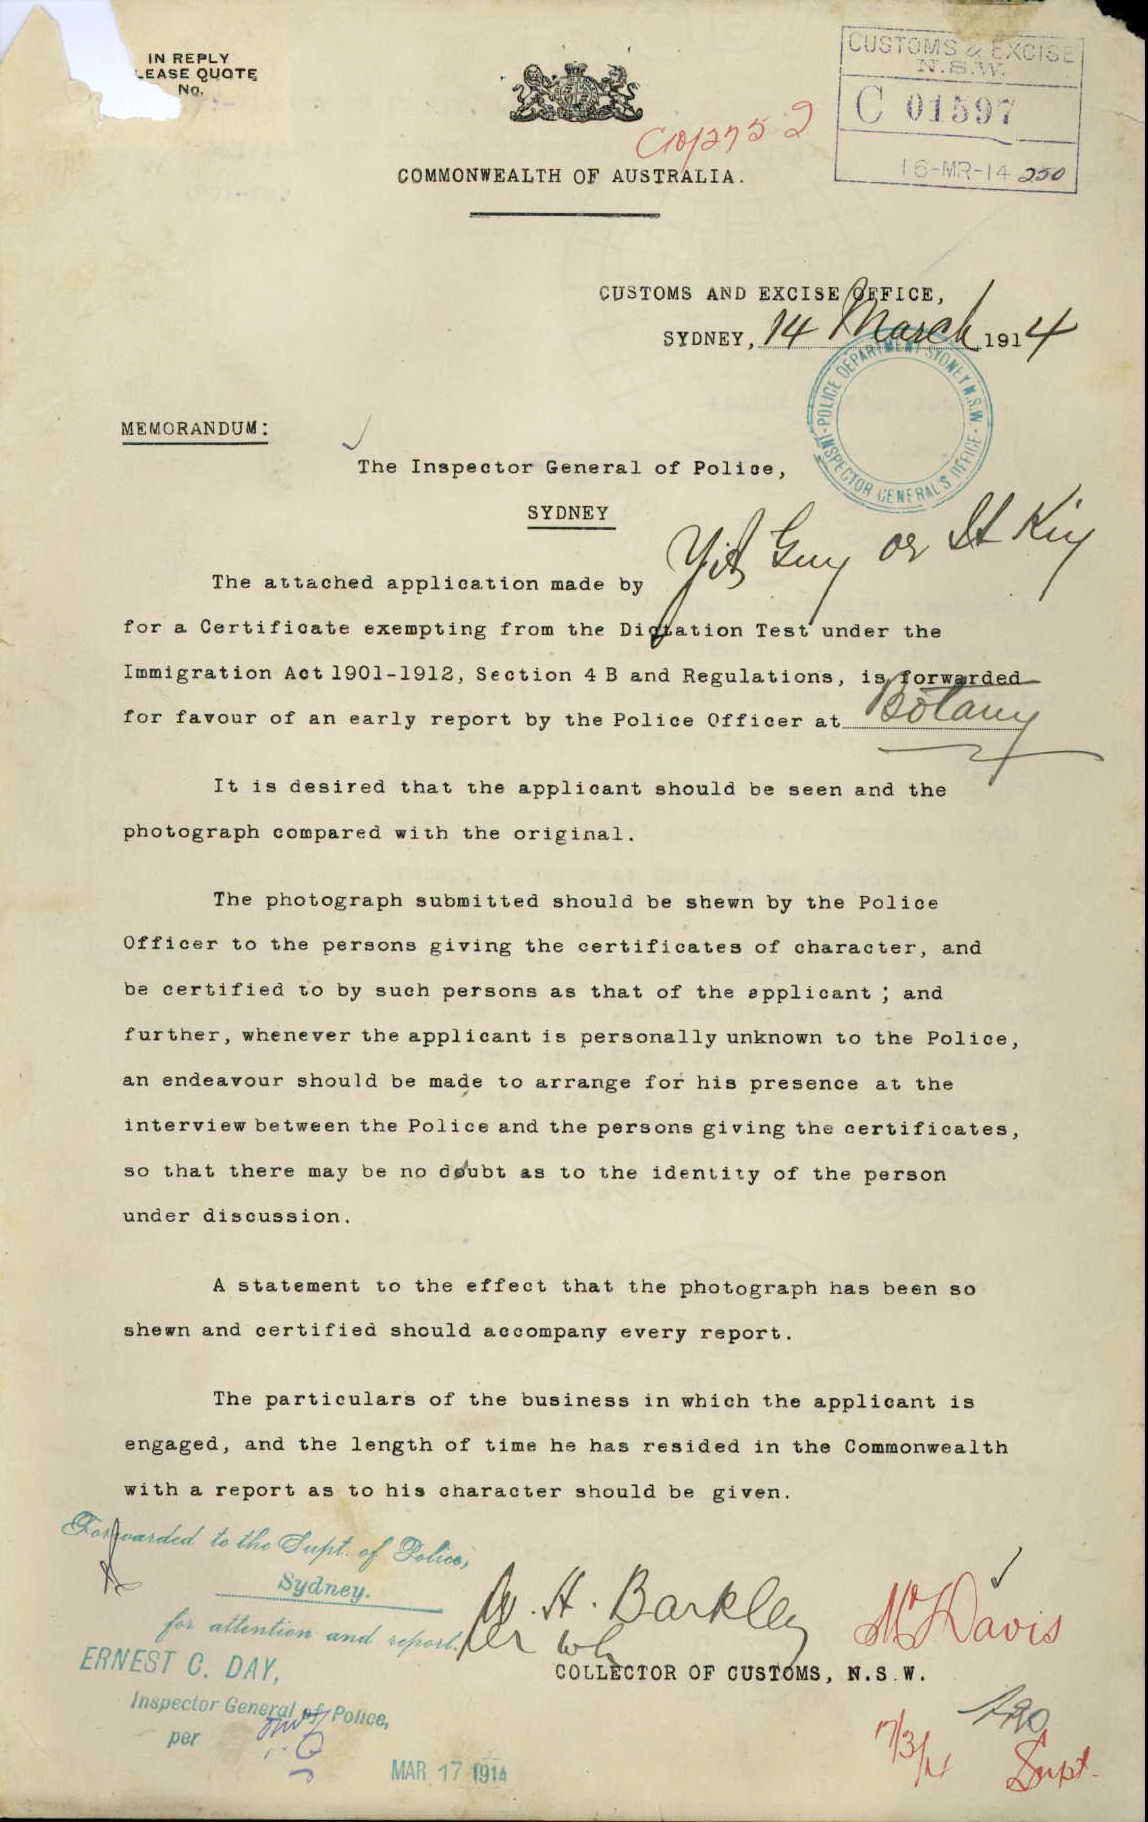 IN REPLY
LEASE QUOTE
No.
CUSTOMS & EXCISE
N.S.W.
C 01597
16-MR-14 250
C10/2752
COMMONWEALTH OF AUSTRALIA.
CUSTOMS AND EXCISE OFFICE,
SYDNEY, 14 March 1914
POLICE DEPARTMENT SYDNEY N.S.W.
INSPECTOR GENERAL'S OFFICE
MEMORANDUM:
The Inspector General of Police,
SYDNEY
The attached application made by Yit Guy or It Kiy
for a Certificate exempting from the Dictation Test under the
Immigration Act 1901-1912, Section 4 B and Regulations, is forwarded
for favour of an early report by the Police Officer at Botany
It is desired that the applicant should be seen and the
photograph compared with the original.
The photograph submitted should be shewn by the Police
Officer to the persons giving the certificates of character, and
be certified to by such persons as that of the applicant ; and
further, whenever the applicant is personally unknown to the Police,
an endeavour should be made to arrange for his presence at the
interview between the Police and the persons giving the certificates,
so that there may be no doubt as to the identity of the person
under discussion.
A statement to the effect that the photograph has been so
shewn and certified should accompany every report.
The particulars of the business in which the applicant is
engaged, and the length of time he has resided in the Commonwealth
with a report as to his character should be given.
Forwarded to the Supt. of Police,
Sydney.
for attention and report.
ERNEST C. DAY,
Inspector General of Police,
per
MAR 17 1914
W. H. Barkley
COLLECTOR OF CUSTOMS, N.S.W.
Mr Davis
17/3/14
Supt.